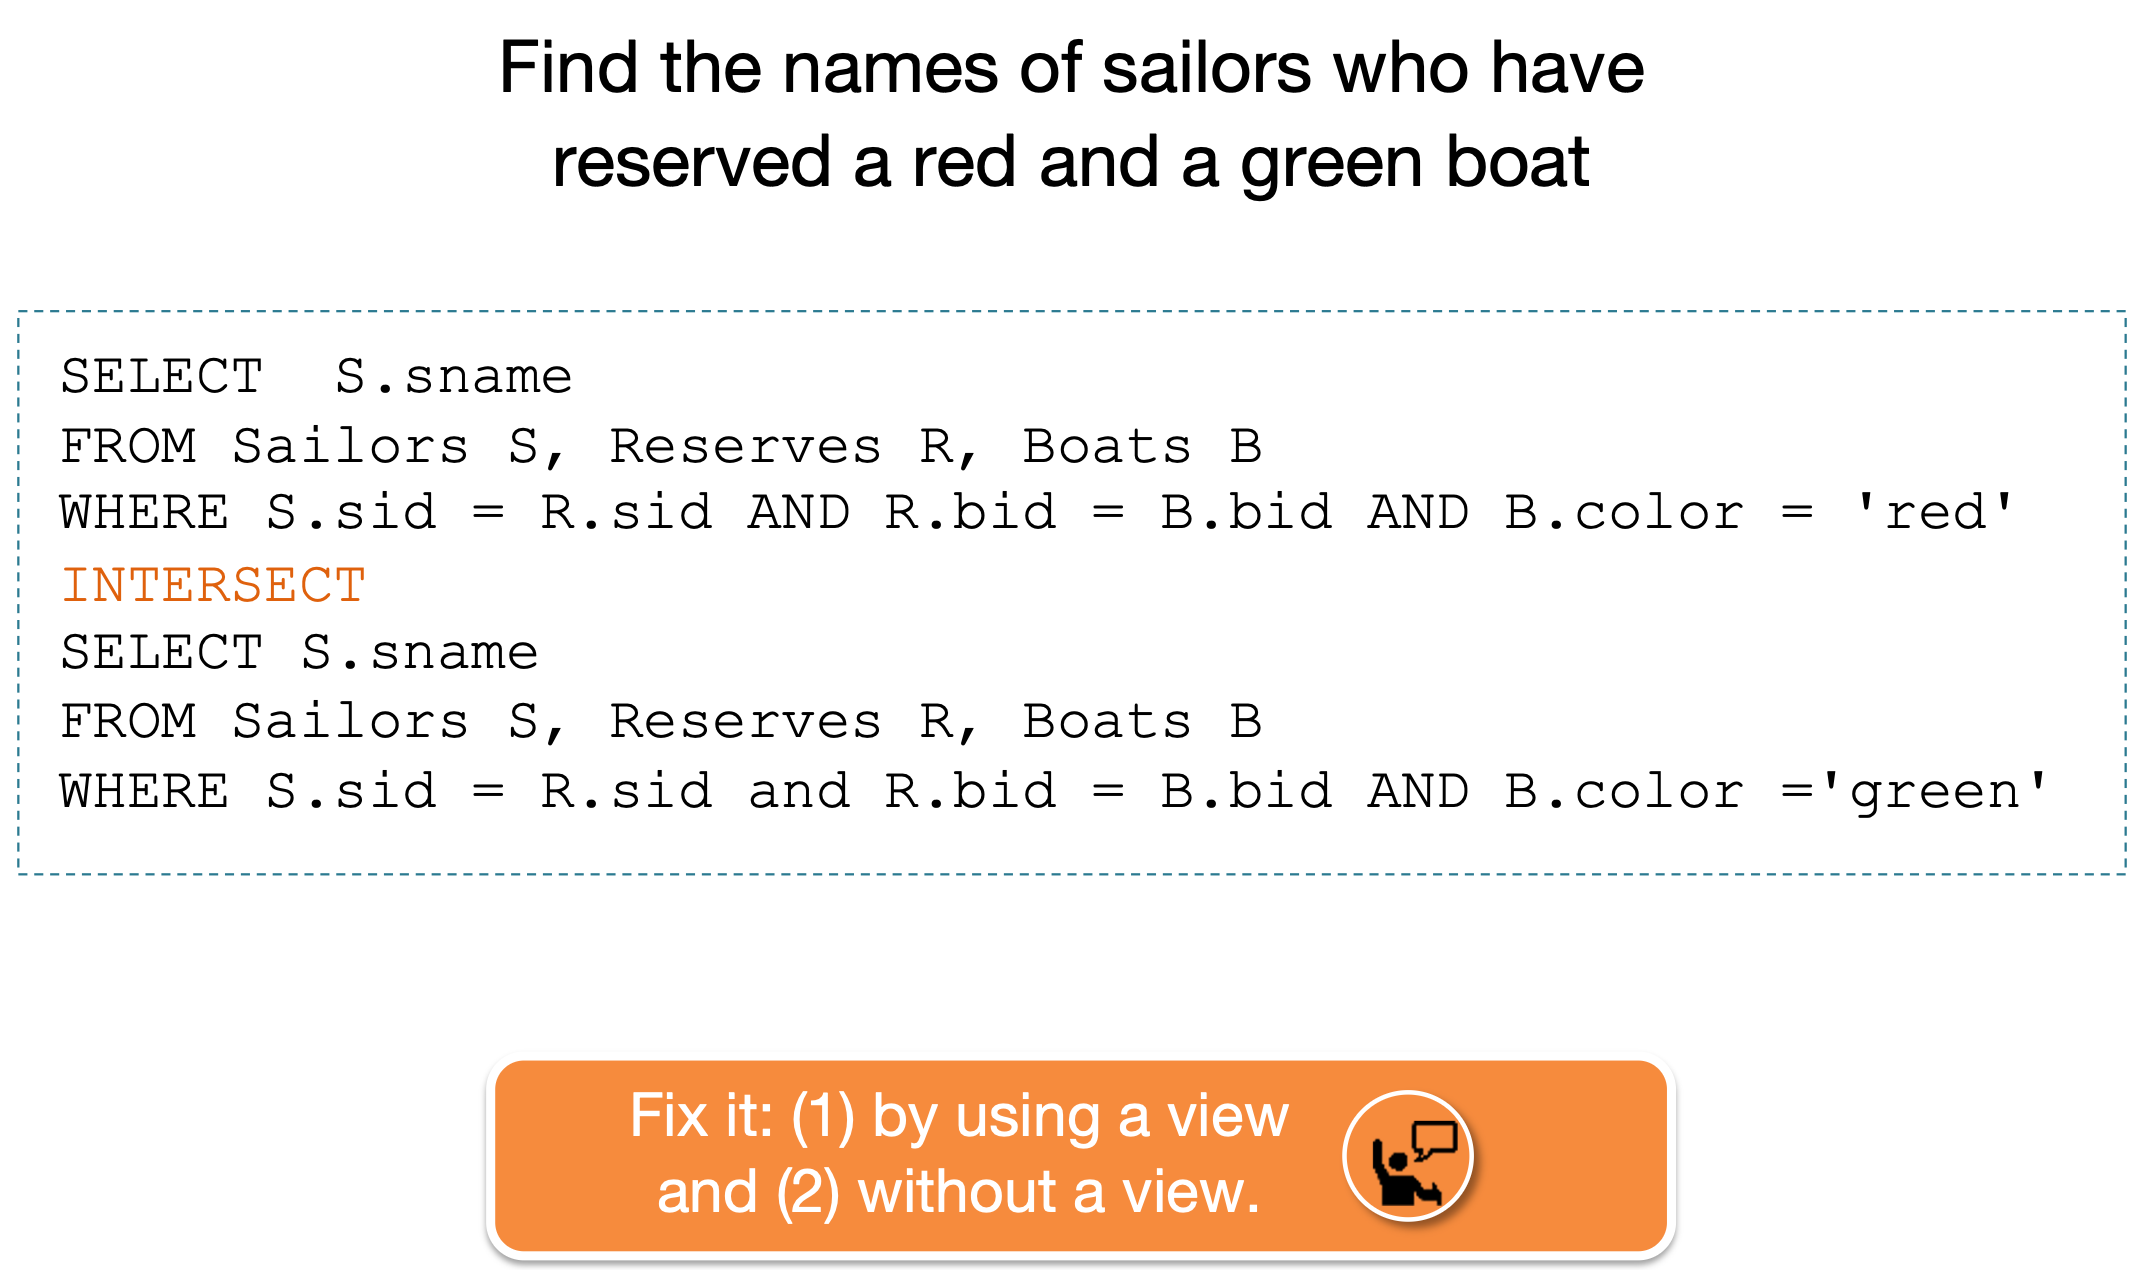 Find the names of sailors who have
reserved a red and a green boat
SELECT  S.sname
FROM Sailors S, Reserves R, Boats B
WHERE S.sid = R.sid AND R.bid = B.bid AND B.color = 'red'
INTERSECT
SELECT S.sname
FROM Sailors S, Reserves R, Boats B
WHERE S.sid = R.sid and R.bid = B.bid AND B.color ='green'
Fix it: (1) by using a view
and (2) without a view.